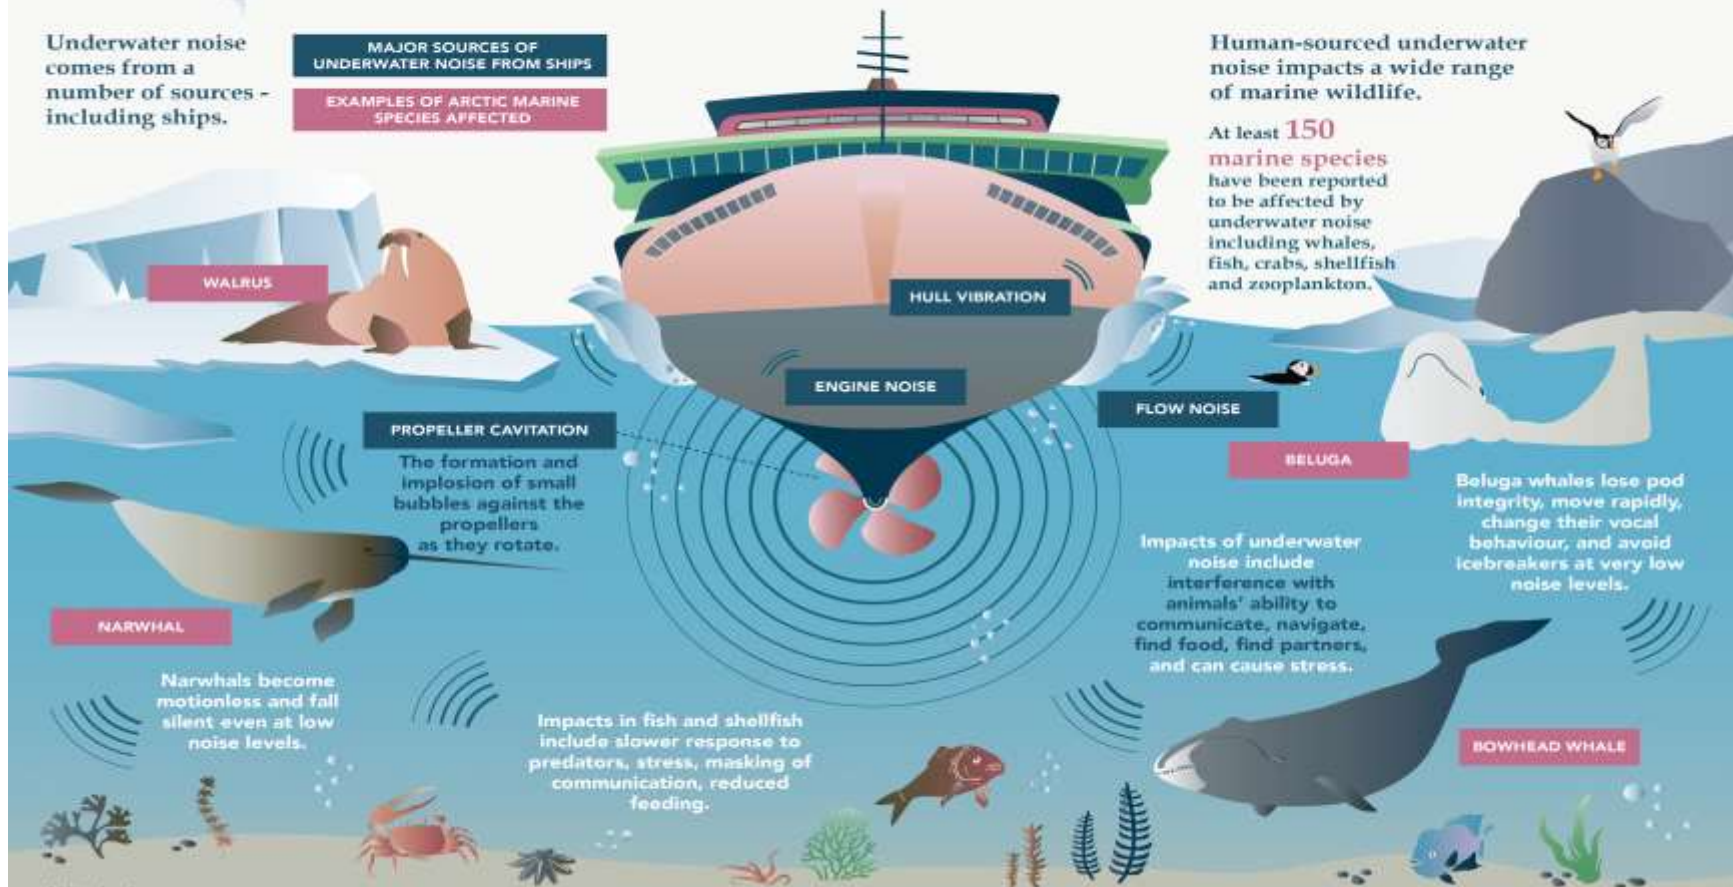 Underwater noise
comes from a
number of sources -
including ships.
MAJOR SOURCES OF
UNDERWATER NOISE FROM SHIPS
EXAMPLES OF ARCTIC MARINE
SPECIES AFFECTED
Human-sourced underwater
noise impacts a wide range
of marine wildlife.
At least 150
marine species
have been reported
to be affected by
underwater noise
including whales,
fish, crabs, shellfish
and zooplankton.
WALRUS
HULL VIBRATION
ENGINE NOISE
FLOW NOISE
PROPELLER CAVITATION
The formation and
implosion of small
bubbles against the
propellers
as they rotate.
BELUGA
Beluga whales lose pod
integrity, move rapidly,
change their vocal
behaviour, and avoid
icebreakers at very low
noise levels.
Impacts of underwater
noise include
interference with
animals' ability to
communicate, navigate,
find food, find partners,
and can cause stress.
NARWHAL
Narwhals become
motionless and fall
silent even at low
noise levels.
Impacts in fish and shellfish
include slower response to
predators, stress, masking of
communication, reduced
feeding.
BOWHEAD WHALE